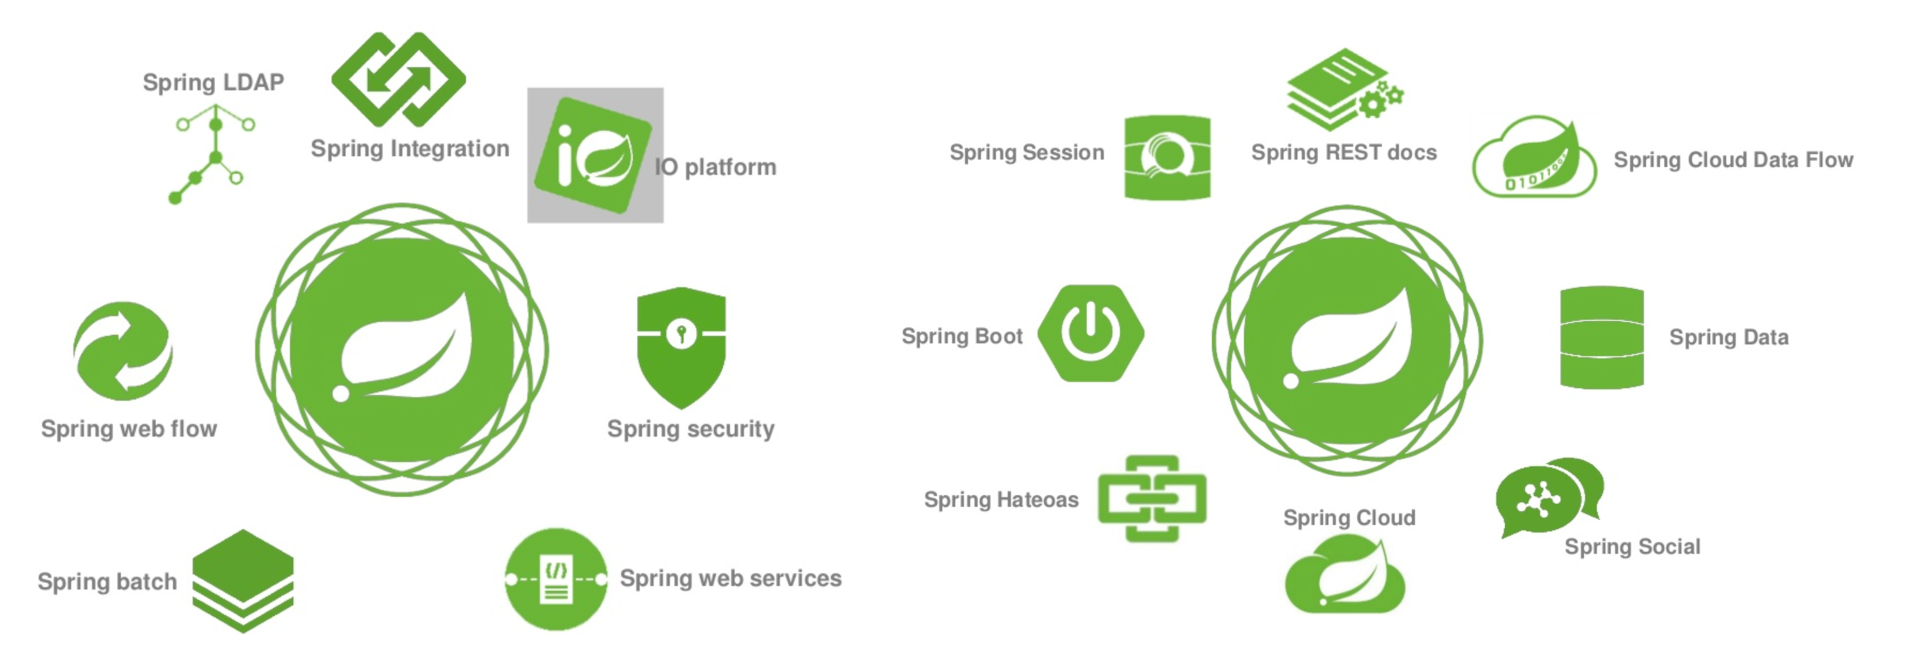 Spring LDAP
Spring Integration
iO
IO platform
Spring web flow
Spring security
Spring batch
</>
Spring web services
Spring Session
Spring REST docs
Spring Cloud Data Flow
Spring Boot
Spring Data
Spring Hateoas
Spring Cloud
Spring Social